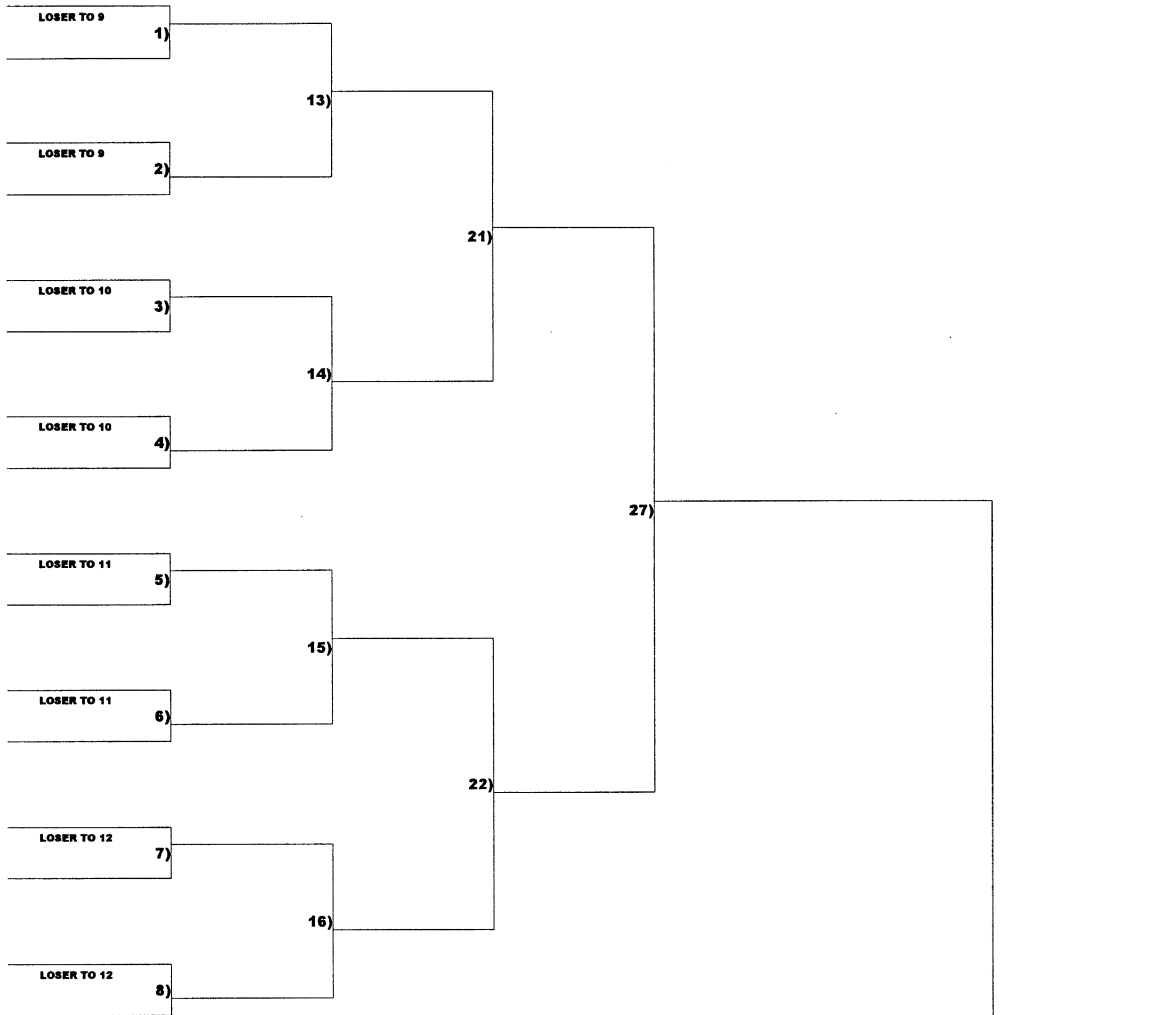 LOSER TO 9
1)
13)
LOSER TO 9
2)
21)
LOSER TO 10
3)
14)
LOSER TO 10
4)
27)
LOSER TO 11
5)
15)
LOSER TO 11
6)
22)
LOSER TO 12
7)
16)
LOSER TO 12
8)